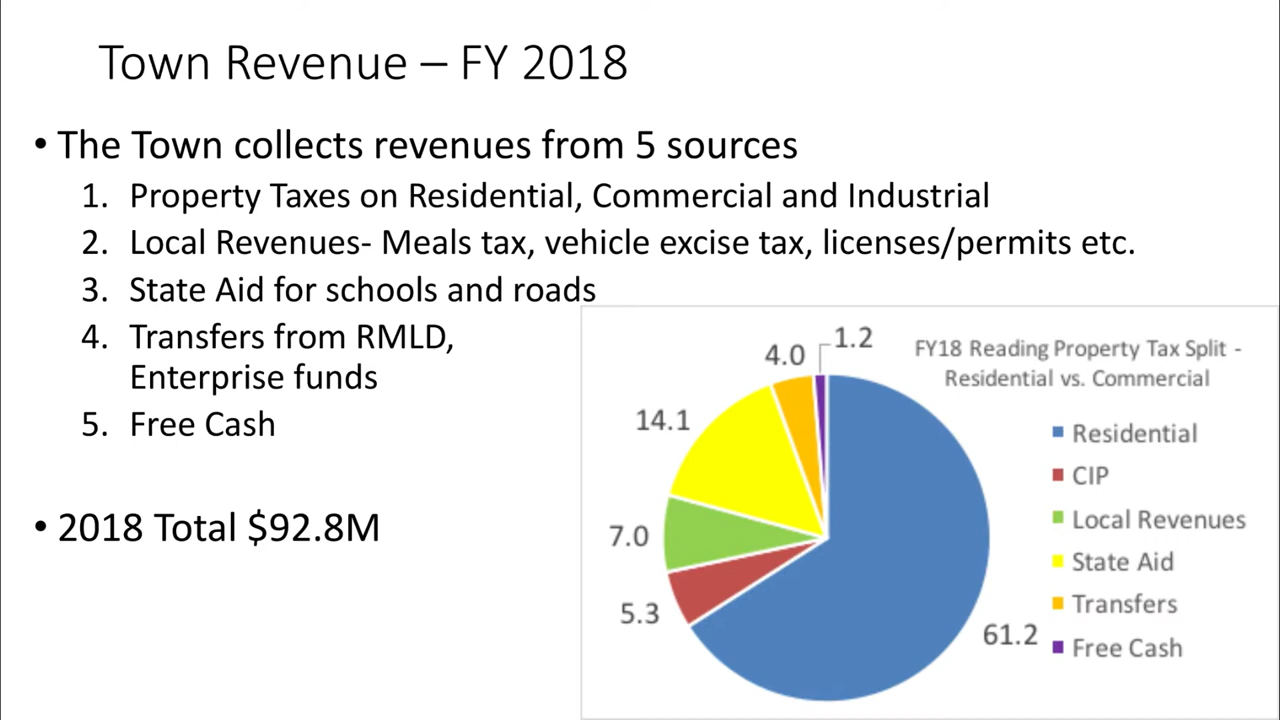 Town Revenue – FY 2018
• The Town collects revenues from 5 sources
1. Property Taxes on Residential, Commercial and Industrial
2. Local Revenues- Meals tax, vehicle excise tax, licenses/permits etc.
3. State Aid for schools and roads
4. Transfers from RMLD,
Enterprise funds
5. Free Cash
• 2018 Total $92.8M
FY18 Reading Property Tax Split -
Residential vs. Commercial
1.2
4.0
14.1
7.0
5.3
61.2
Residential
CIP
Local Revenues
State Aid
Transfers
Free Cash